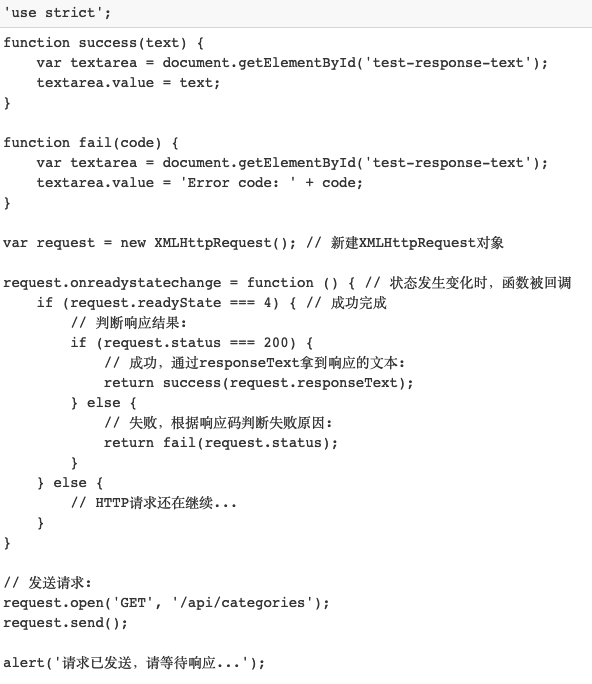 'use strict';
function success(text) {
    var textarea = document.getElementById('test-response-text');
    textarea.value = text;
}

function fail(code) {
    var textarea = document.getElementById('test-response-text');
    textarea.value = 'Error code: ' + code;
}

var request = new XMLHttpRequest(); // 新建XMLHttpRequest对象

request.onreadystatechange = function () { // 状态发生变化时，函数被回调
    if (request.readyState === 4) { // 成功完成
        // 判断响应结果:
        if (request.status === 200) {
            // 成功，通过responseText拿到响应的文本:
            return success(request.responseText);
        } else {
            // 失败，根据响应码判断失败原因:
            return fail(request.status);
        }
    } else {
        // HTTP请求还在继续...
    }
}

// 发送请求:
request.open('GET', '/api/categories');
request.send();

alert('请求已发送，请等待响应...');